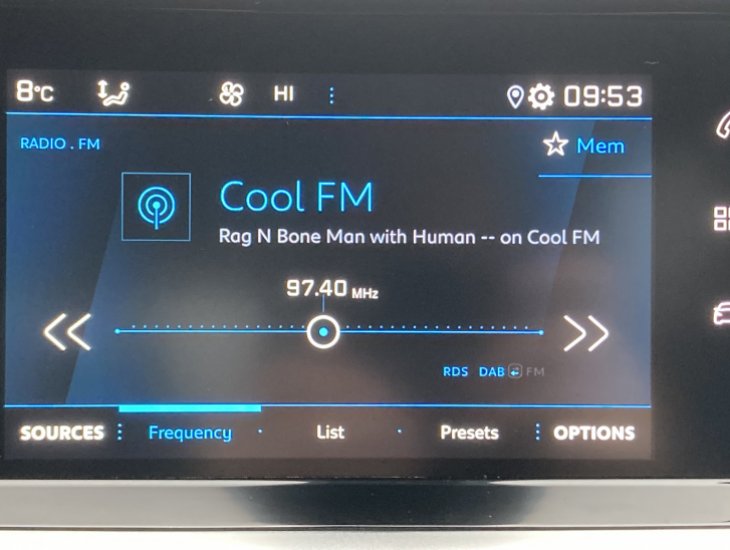 8°C HI 09:53
RADIO . FM
Mem
Cool FM
Rag N Bone Man with Human -- on Cool FM
97.40 MHz
RDS DAB FM
SOURCES Frequency List Presets OPTIONS